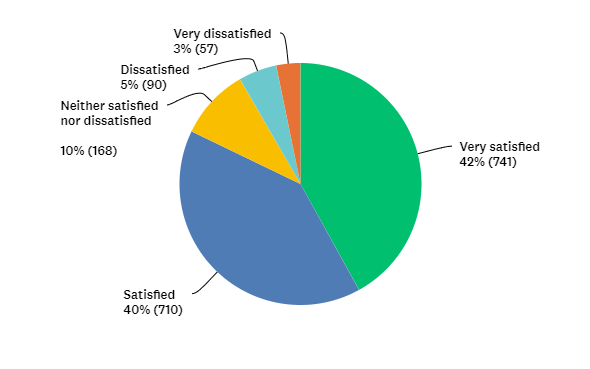 Very dissatisfied
3% (57)
Dissatisfied
5% (90)
Neither satisfied
nor dissatisfied
10% (168)
Very satisfied
42% (741)
Satisfied
40% (710)